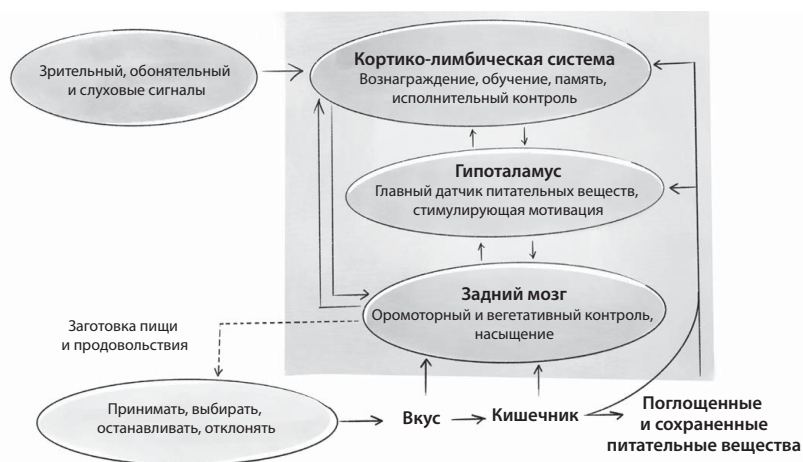 Зрительный, обонятельный
и слуховые сигналы
Кортико-лимбическая система
Вознаграждение, обучение, память,
исполнительный контроль
Гипоталамус
Главный датчик питательных веществ,
стимулирующая мотивация
Задний мозг
Оромоторный и вегетативный контроль,
насыщение
Заготовка пищи
и продовольствия
Принимать, выбирать,
останавливать, отклонять
Вкус
Кишечник
Поглощенные
и сохраненные
питательные вещества